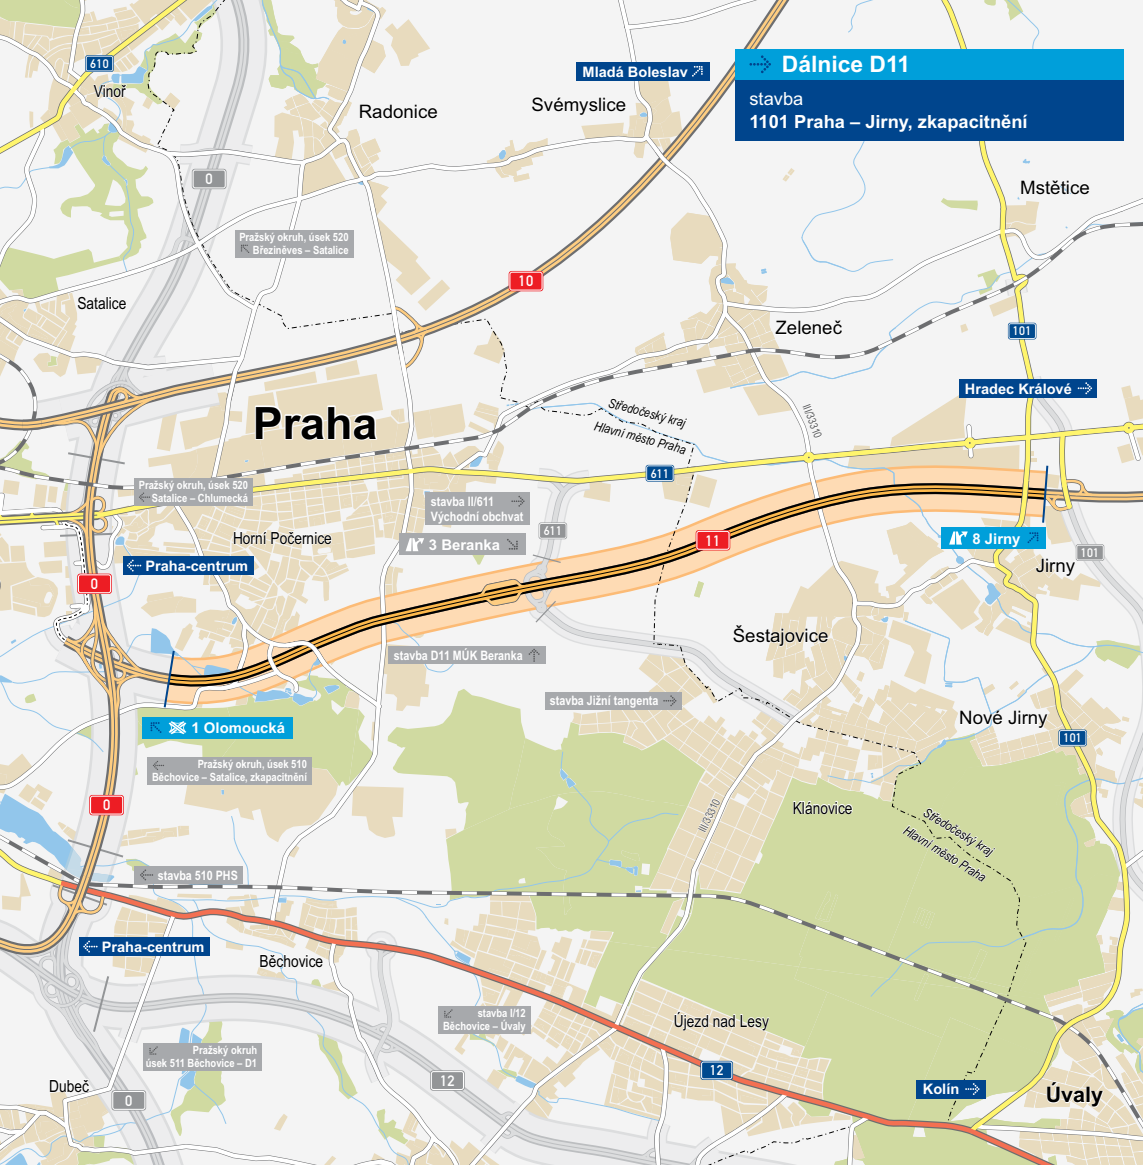 610
Vinoř
Radonice
Mladá Boleslav
Svémyslice
Dálnice D11
stavba
1101 Praha – Jirny, zkapacitnění
0
Mstětice
Pražský okruh, úsek 520
Březiněves – Satalice
10
Satalice
Zeleneč
101
Hradec Králové
Praha
Středočeský kraj
Hlavní město Praha
III/33310
611
Pražský okruh, úsek 520
Satalice – Chlumecká
stavba II/611
Východní obchvat
611
3 Beranka
Horní Počernice
11
8 Jirny
101
Jirny
Praha-centrum
0
Šestajovice
stavba D11 MÚK Beranka
stavba Jižní tangenta
1 Olomoucká
Nové Jirny
101
Pražský okruh, úsek 510
Běchovice – Satalice, zkapacitnění
0
Klánovice
III/33310
Středočeský kraj
Hlavní město Praha
stavba 510 PHS
Praha-centrum
Běchovice
stavba I/12
Běchovice – Úvaly
Újezd nad Lesy
Pražský okruh
úsek 511 Běchovice – D1
12
12
Dubeč
0
Kolín
Úvaly